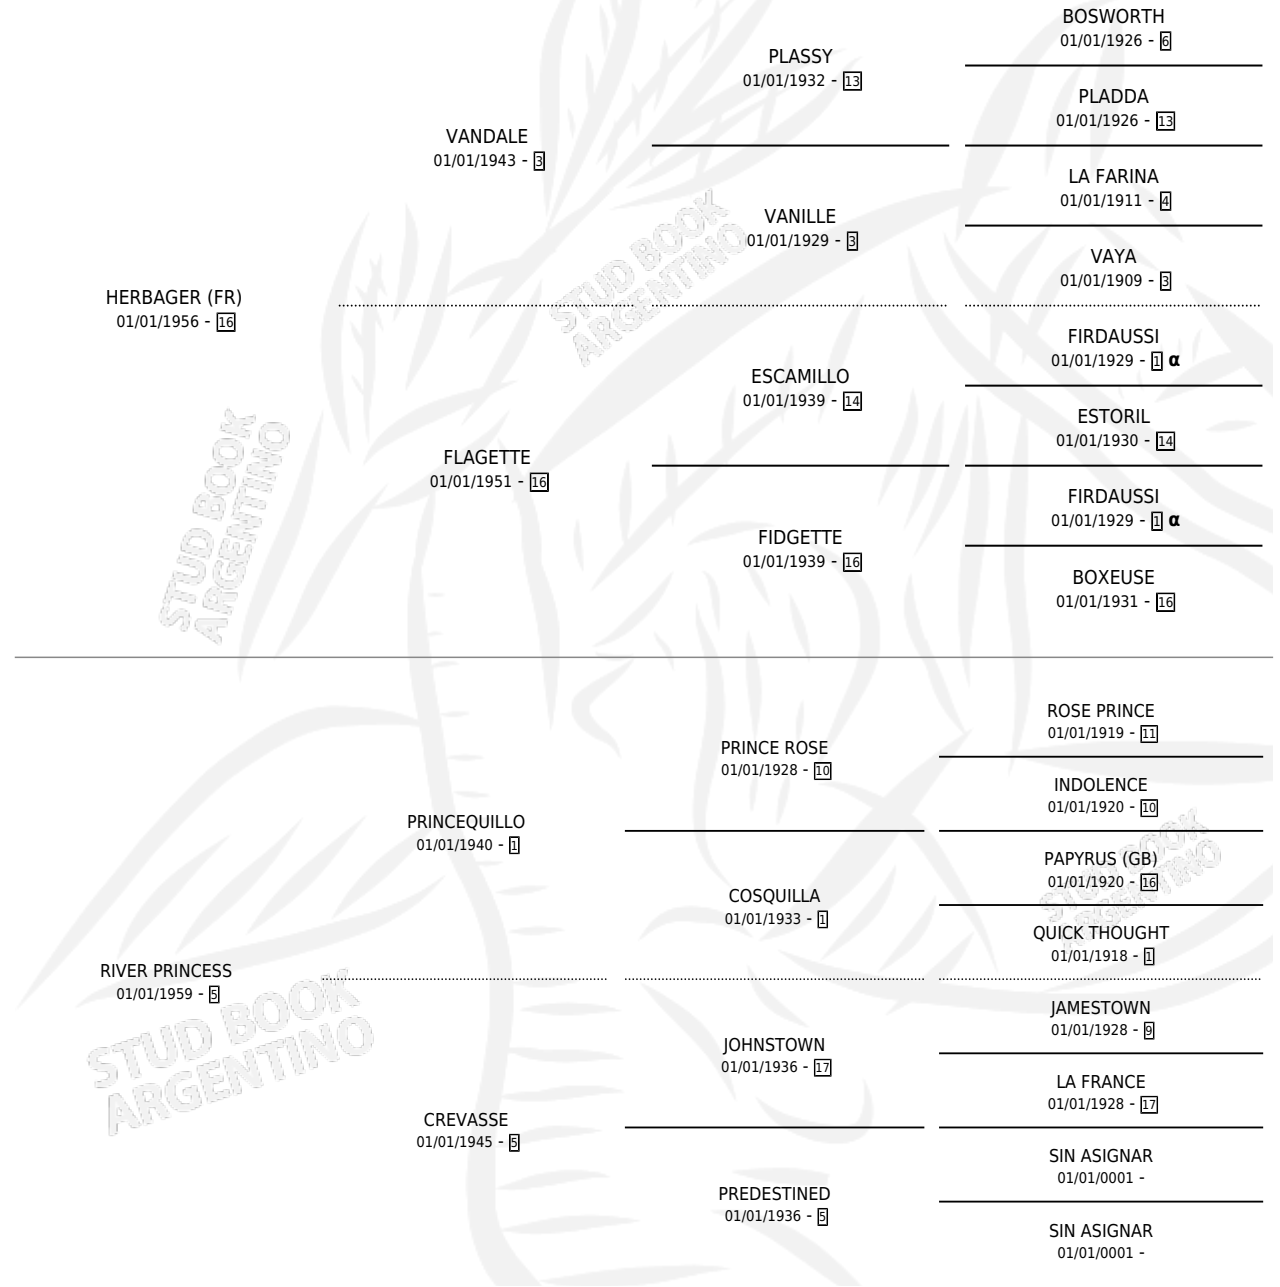 BOSWORTH
01/01/1926 - 6
PLASSY
01/01/1932 - 13
PLADDA
01/01/1926 - 13
VANDALE
01/01/1943 - 3
LA FARINA
01/01/1911 - 4
VANILLE
01/01/1929 - 3
VAYA
01/01/1909 - 3
HERBAGER (FR)
01/01/1956 - 16
FIRDAUSSI
01/01/1929 - 1 α
ESCAMILLO
01/01/1939 - 14
ESTORIL
01/01/1930 - 14
FLAGETTE
01/01/1951 - 16
FIRDAUSSI
01/01/1929 - 1 α
FIDGETTE
01/01/1939 - 16
BOXEUSE
01/01/1931 - 16
ROSE PRINCE
01/01/1919 - 11
PRINCE ROSE
01/01/1928 - 10
INDOLENCE
01/01/1920 - 10
PRINCEQUILLO
01/01/1940 - 1
PAPYRUS (GB)
01/01/1920 - 16
COSQUILLA
01/01/1933 - 1
QUICK THOUGHT
01/01/1918 - 1
RIVER PRINCESS
01/01/1959 - 5
JAMESTOWN
01/01/1928 - 9
JOHNSTOWN
01/01/1936 - 17
LA FRANCE
01/01/1928 - 17
CREVASSE
01/01/1945 - 5
SIN ASIGNAR
01/01/0001 -
PREDESTINED
01/01/1936 - 5
SIN ASIGNAR
01/01/0001 -
STUD BOOK
ARGENTINO
STUD BOOK
ARGENTINO
STUD BOOK
ARGENTINO
STUD BOOK
ARGENTINO